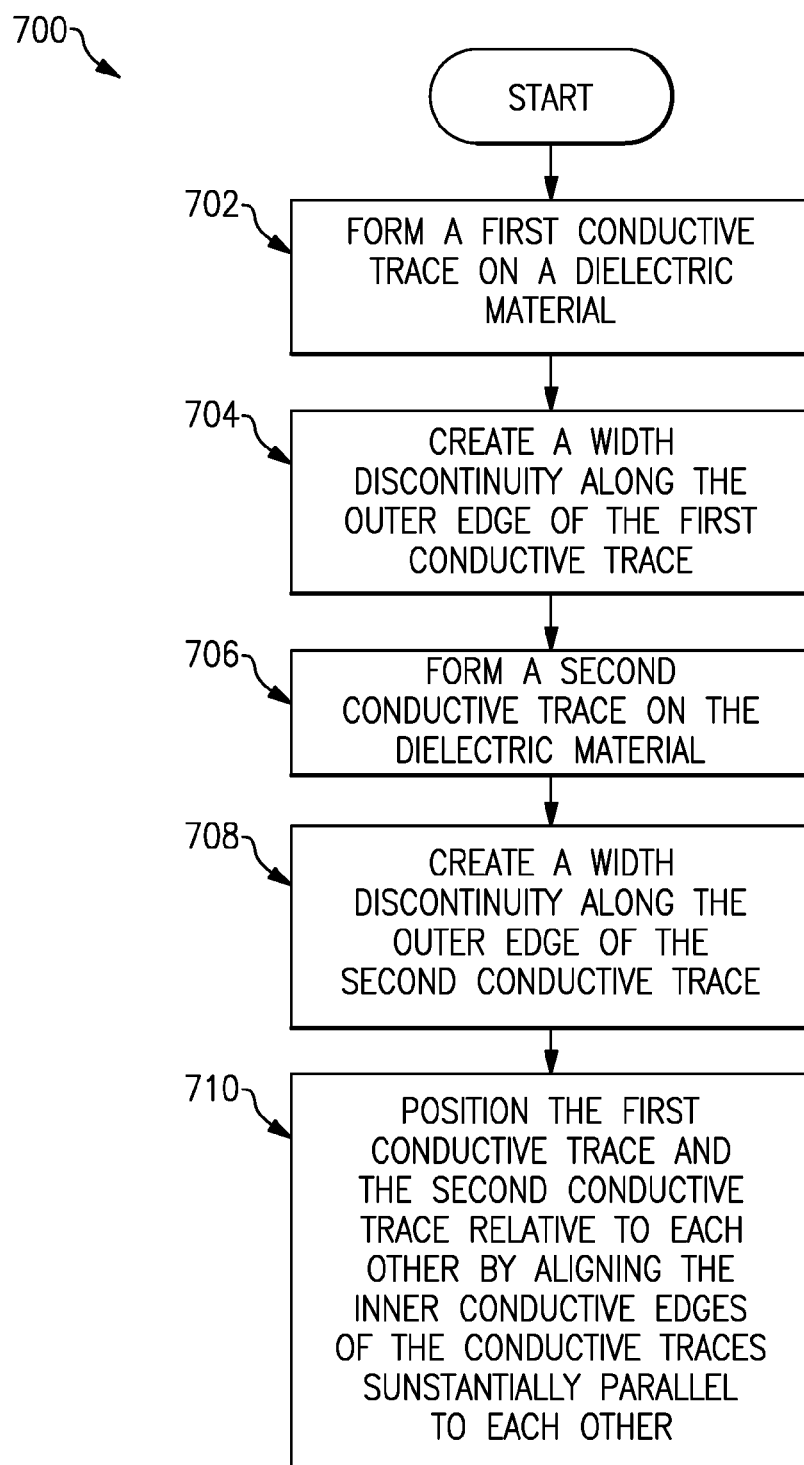 700
START
702
FORM A FIRST CONDUCTIVE
TRACE ON A DIELECTRIC
MATERIAL
704
CREATE A WIDTH
DISCONTINUITY ALONG THE
OUTER EDGE OF THE FIRST
CONDUCTIVE TRACE
706
FORM A SECOND
CONDUCTIVE TRACE ON THE
DIELECTRIC MATERIAL
708
CREATE A WIDTH
DISCONTINUITY ALONG THE
OUTER EDGE OF THE
SECOND CONDUCTIVE TRACE
710
POSITION THE FIRST
CONDUCTIVE TRACE AND
THE SECOND CONDUCTIVE
TRACE RELATIVE TO EACH
OTHER BY ALIGNING THE
INNER CONDUCTIVE EDGES
OF THE CONDUCTIVE TRACES
SUNSTANTIALLY PARALLEL
TO EACH OTHER